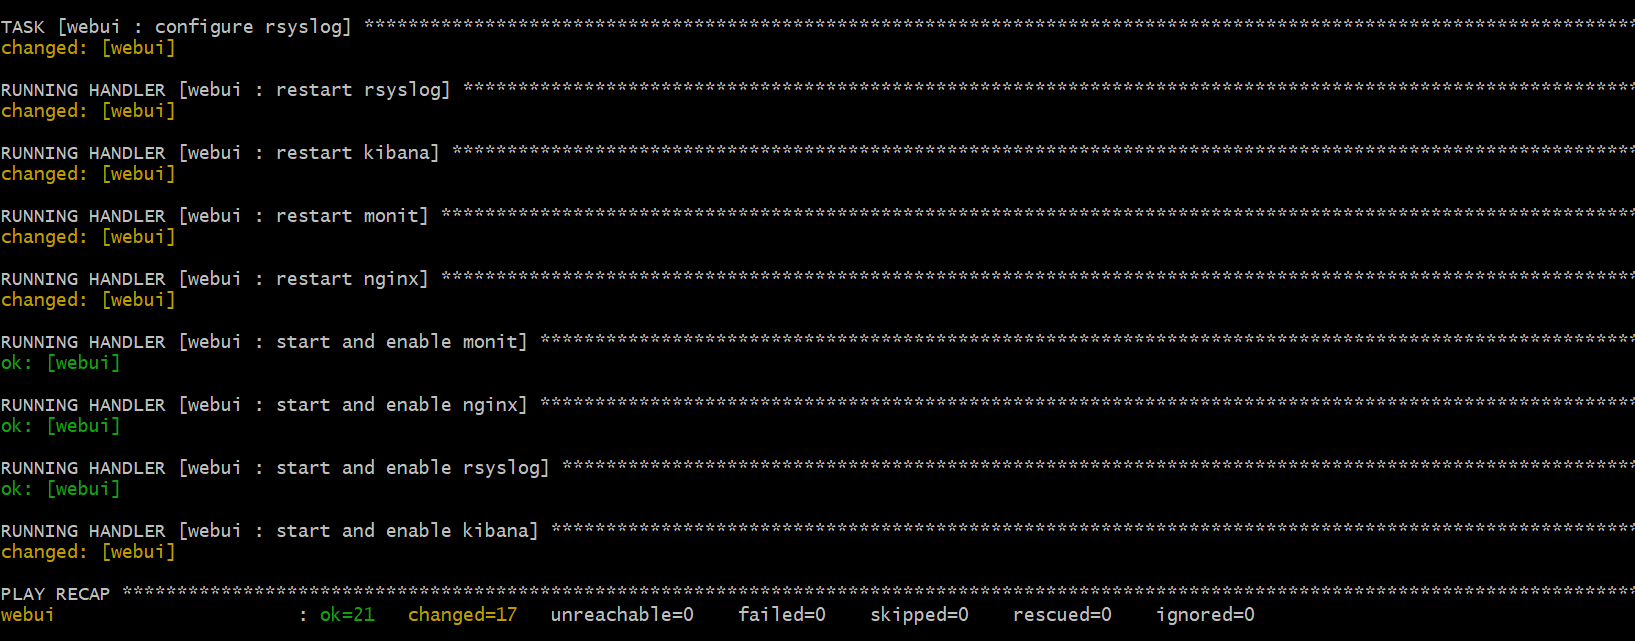 TASK [webui : configure rsyslog] *********************************************************************************************************************
changed: [webui]
RUNNING HANDLER [webui : restart rsyslog] ************************************************************************************************************
changed: [webui]
RUNNING HANDLER [webui : restart kibana] *************************************************************************************************************
changed: [webui]
RUNNING HANDLER [webui : restart monit] **************************************************************************************************************
changed: [webui]
RUNNING HANDLER [webui : restart nginx] **************************************************************************************************************
changed: [webui]
RUNNING HANDLER [webui : start and enable monit] *****************************************************************************************************
ok: [webui]
RUNNING HANDLER [webui : start and enable nginx] *****************************************************************************************************
ok: [webui]
RUNNING HANDLER [webui : start and enable rsyslog] ***************************************************************************************************
ok: [webui]
RUNNING HANDLER [webui : start and enable kibana] ****************************************************************************************************
changed: [webui]
PLAY RECAP *******************************************************************************************************************************************
webui : ok=21 changed=17 unreachable=0 failed=0 skipped=0 rescued=0 ignored=0